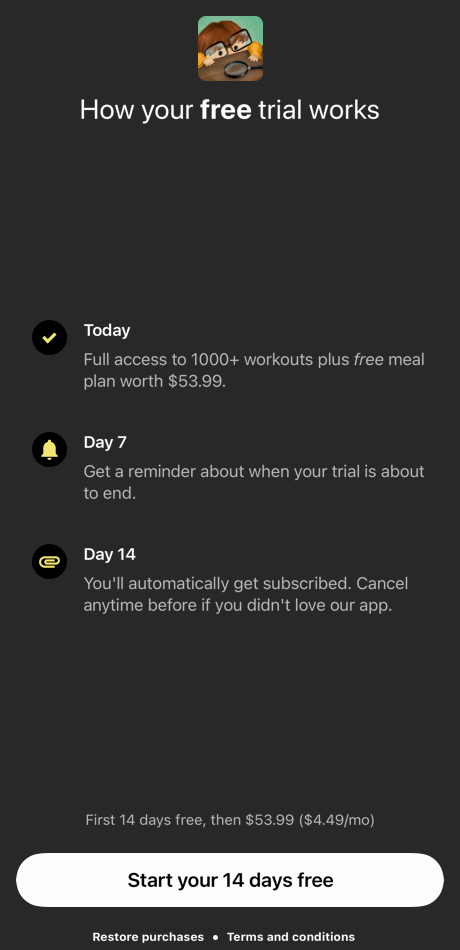 How your free trial works
Today
Full access to 1000+ workouts plus free meal
plan worth $53.99.
Day 7
Get a reminder about when your trial is about
to end.
Day 14
You'll automatically get subscribed. Cancel
anytime before if you didn't love our app.
First 14 days free, then $53.99 ($4.49/mo)
Start your 14 days free
Restore purchases • Terms and conditions